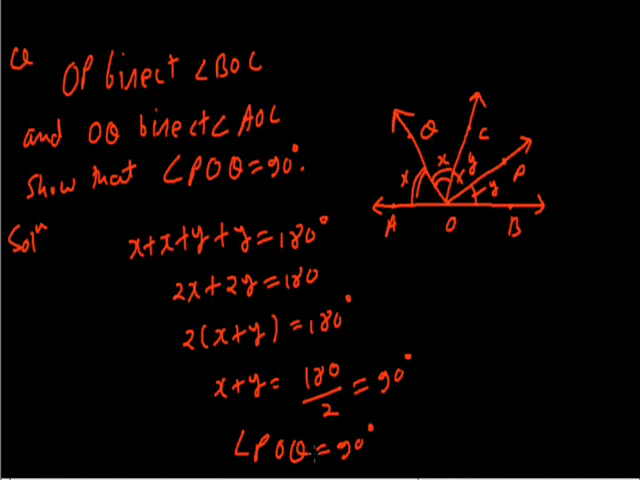 Q OP bisect ∠BOC
and OQ bisect ∠AOC
Show that ∠POQ=90°.
Solⁿ x+x+y+y=180°
2x+2y=180
2(x+y)=180°
x+y= 180/2 = 90°
∠POQ=90°
Q
C
P
x
x
y
y
A
O
B